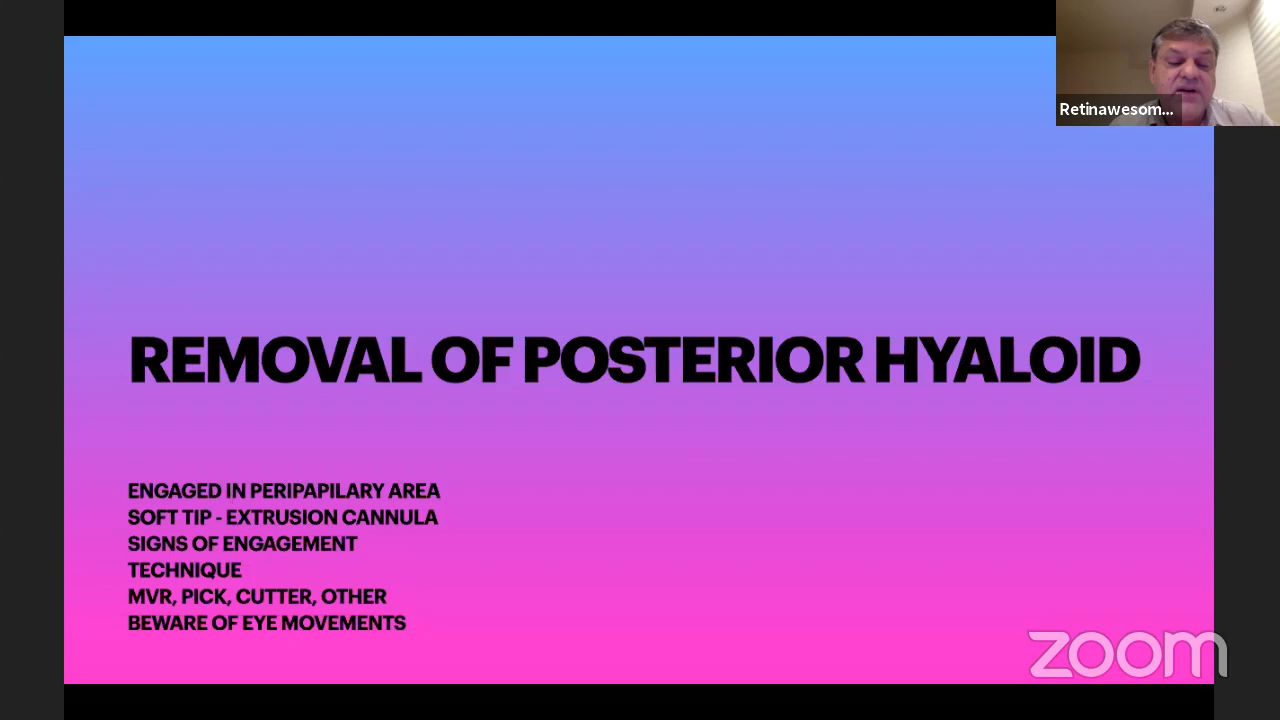 Retinawesom...
REMOVAL OF POSTERIOR HYALOID
ENGAGED IN PERIPAPILARY AREA
SOFT TIP - EXTRUSION CANNULA
SIGNS OF ENGAGEMENT
TECHNIQUE
MVR, PICK, CUTTER, OTHER
BEWARE OF EYE MOVEMENTS
zoom